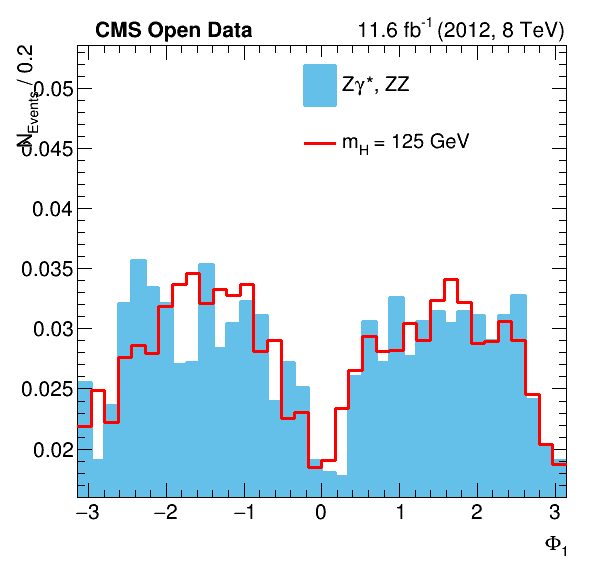 CMS Open Data
11.6 fb-1 (2012, 8 TeV)
NEvents / 0.2
Zγ*, ZZ
mH = 125 GeV
0.05
0.045
0.04
0.035
0.03
0.025
0.02
−3 −2 −1 0 1 2 3
Φ1